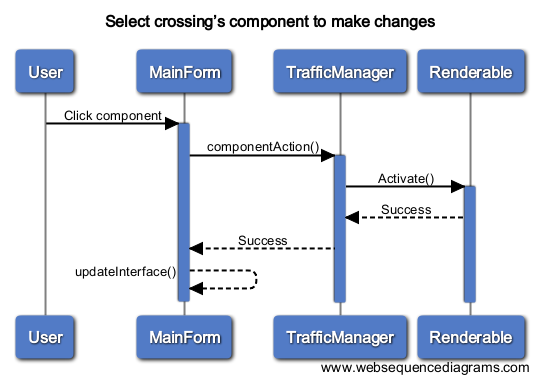 Select crossing's component to make changes
User MainForm TrafficManager Renderable
Click component
componentAction()
Activate()
Success
Success
updateInterface()
User MainForm TrafficManager Renderable
www.websequencediagrams.com